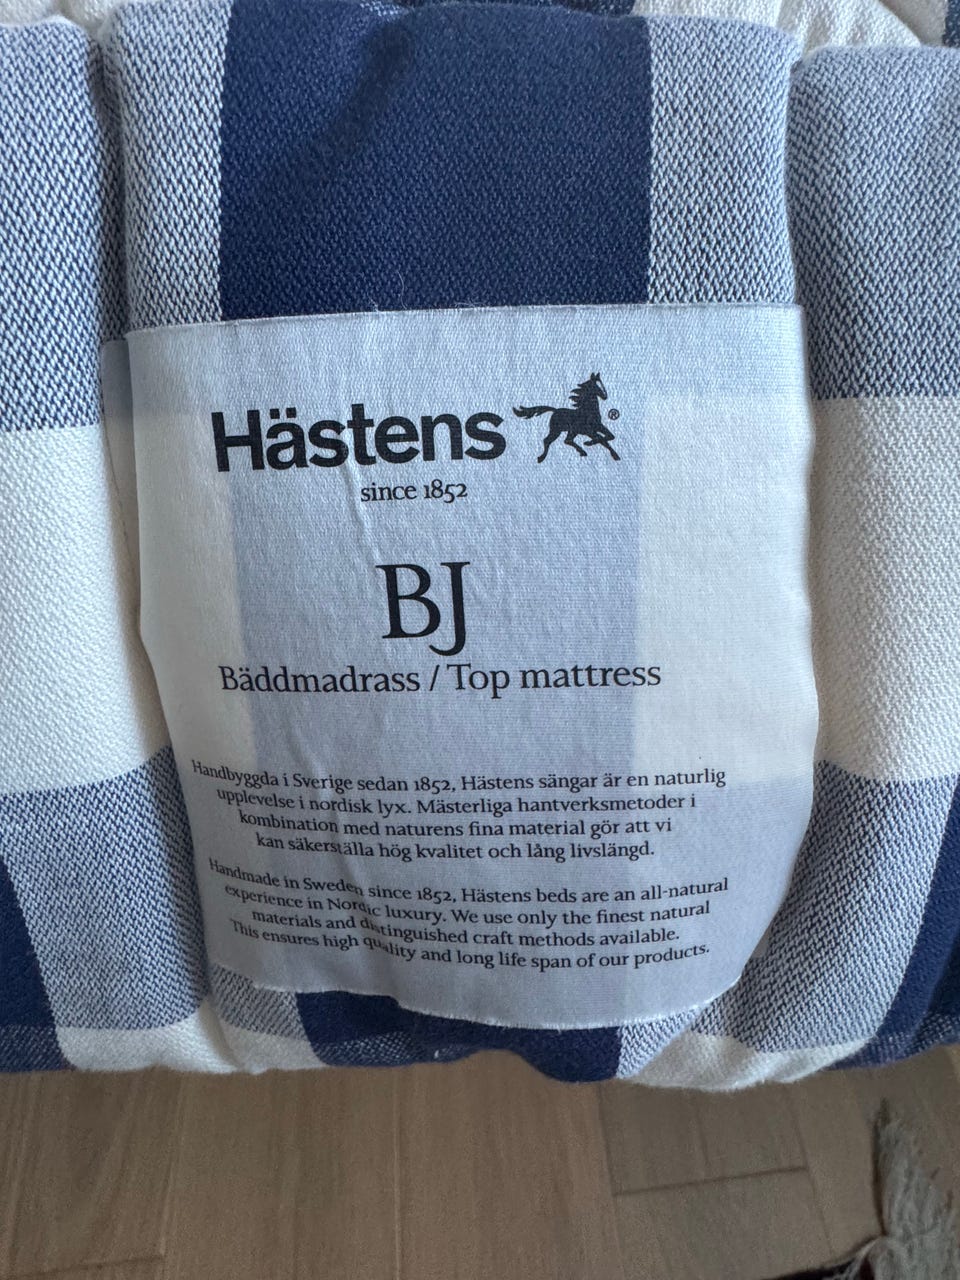 Hästens®
since 1852
BJ
Bäddmadrass / Top mattress
Handbyggda i Sverige sedan 1852, Hästens sängar är en naturlig
upplevelse i nordisk lyx. Mästerliga hantverksmetoder i
kombination med naturens fina material gör att vi
kan säkerställa hög kvalitet och lång livslängd.
Handmade in Sweden since 1852, Hästens beds are an all-natural
experience in Nordic luxury. We use only the finest natural
materials and distinguished craft methods available.
This ensures high quality and long life span of our products.